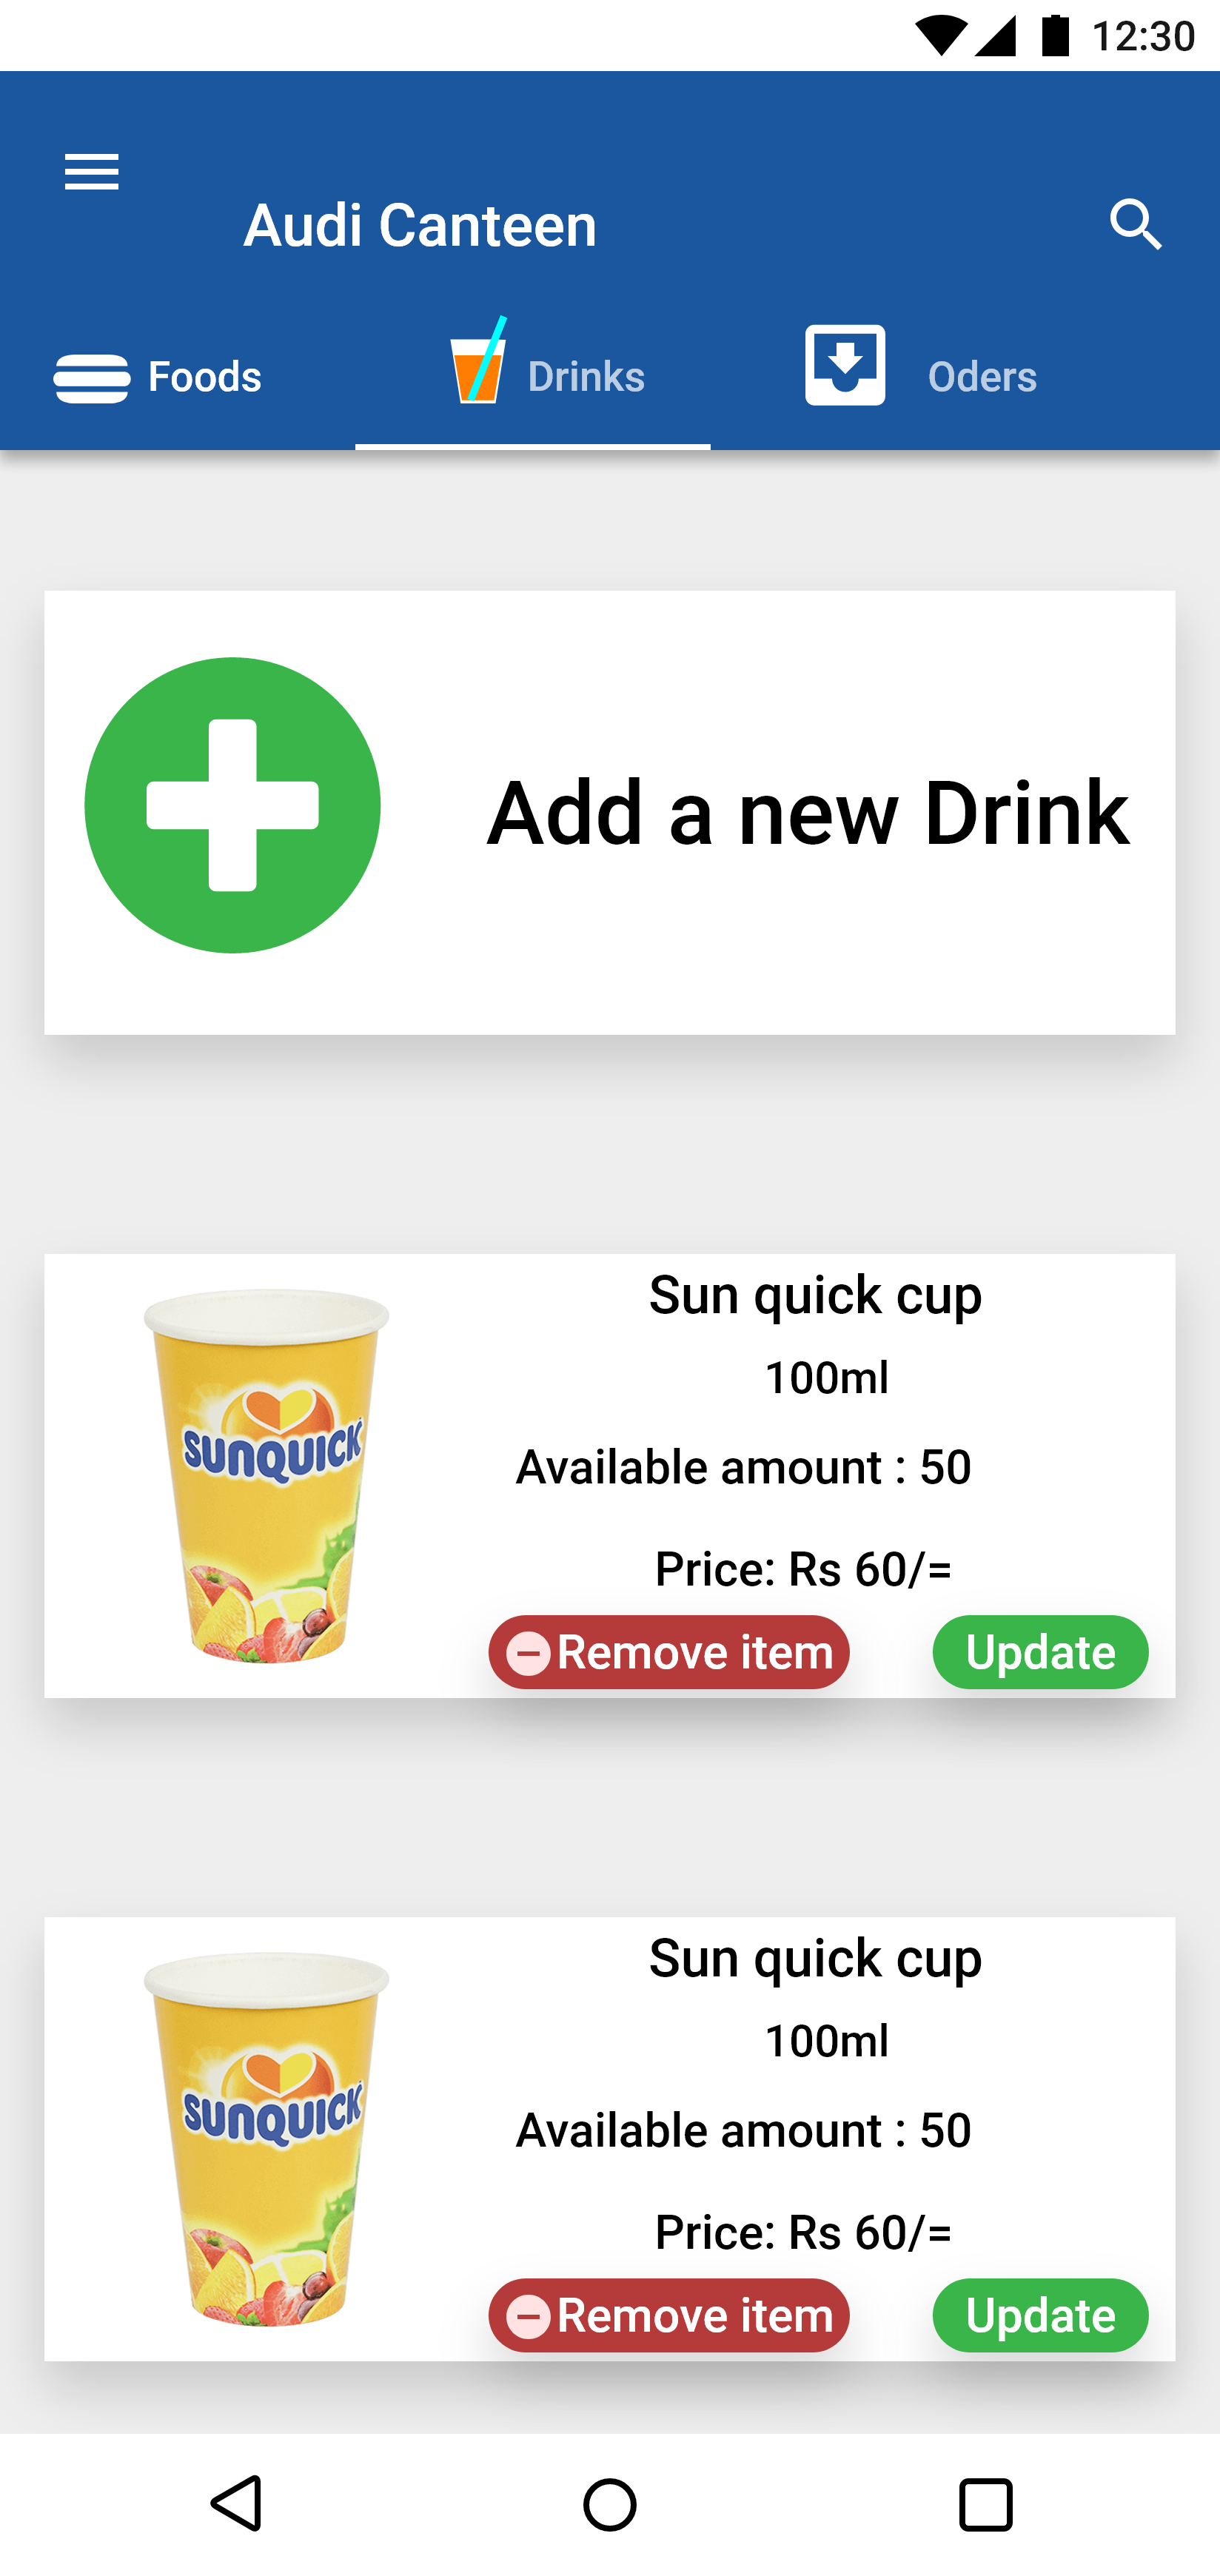 12:30
Audi Canteen
Foods
Drinks
Oders
Add a new Drink
SUNQUICK
Sun quick cup
100ml
Available amount : 50
Price: Rs 60/=
Remove item
Update
SUNQUICK
Sun quick cup
100ml
Available amount : 50
Price: Rs 60/=
Remove item
Update